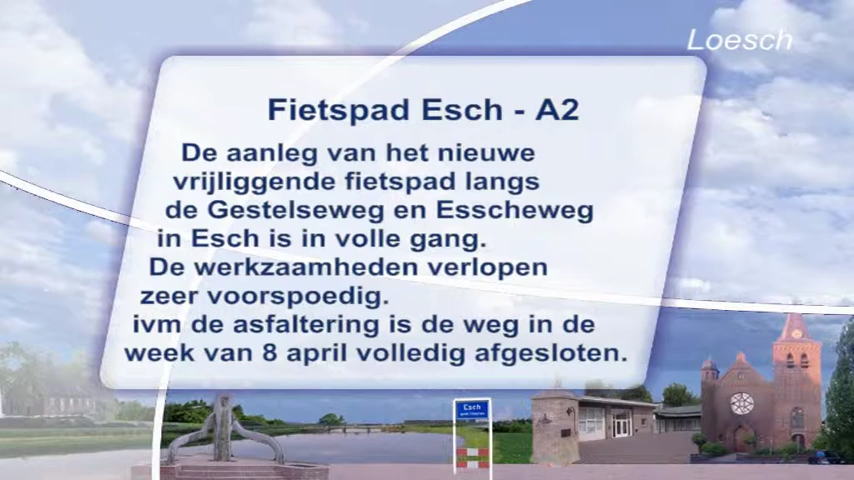 Loesch
Fietspad Esch - A2
De aanleg van het nieuwe
vrijliggende fietspad langs
de Gestelseweg en Esscheweg
in Esch is in volle gang.
De werkzaamheden verlopen
zeer voorspoedig.
ivm de asfaltering is de weg in de
week van 8 april volledig afgesloten.
Esch